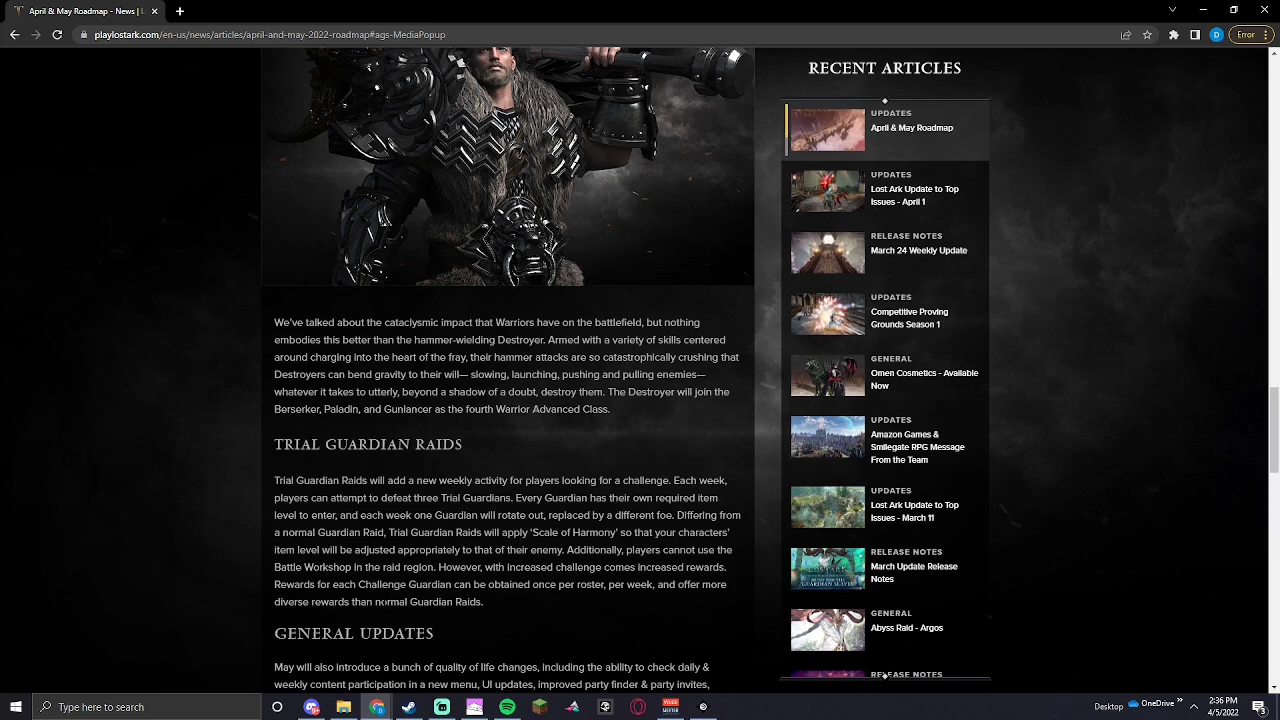 April & May Roadmap - News | Lo
playlostark.com/en-us/news/articles/april-and-may-2022-roadmap#ags-MediaPopup
D
Error
We've talked about the cataclysmic impact that Warriors have on the battlefield, but nothing
embodies this better than the hammer-wielding Destroyer. Armed with a variety of skills centered
around charging into the heart of the fray, their hammer attacks are so catastrophically crushing that
Destroyers can bend gravity to their will— slowing, launching, pushing and pulling enemies—
whatever it takes to utterly, beyond a shadow of a doubt, destroy them. The Destroyer will join the
Berserker, Paladin, and Gunlancer as the fourth Warrior Advanced Class.
TRIAL GUARDIAN RAIDS
Trial Guardian Raids will add a new weekly activity for players looking for a challenge. Each week,
players can attempt to defeat three Trial Guardians. Every Guardian has their own required item
level to enter, and each week one Guardian will rotate out, replaced by a different foe. Differing from
a normal Guardian Raid, Trial Guardian Raids will apply 'Scale of Harmony' so that your characters'
item level will be adjusted appropriately to that of their enemy. Additionally, players cannot use the
Battle Workshop in the raid region. However, with increased challenge comes increased rewards.
Rewards for each Challenge Guardian can be obtained once per roster, per week, and offer more
diverse rewards than normal Guardian Raids.
GENERAL UPDATES
May will also introduce a bunch of quality of life changes, including the ability to check daily &
weekly content participation in a new menu, UI updates, improved party finder & party invites,
RECENT ARTICLES
UPDATES
April & May Roadmap
UPDATES
Lost Ark Update to Top
Issues - April 1
RELEASE NOTES
March 24 Weekly Update
UPDATES
Competitive Proving
Grounds Season 1
GENERAL
Omen Cosmetics - Available
Now
UPDATES
Amazon Games &
Smilegate RPG Message
From the Team
UPDATES
Lost Ark Update to Top
Issues - March 11
RELEASE NOTES
March Update Release
Notes
GENERAL
Abyss Raid - Argos
RELEASE NOTES
Type here to search
Desktop
OneDrive
2:36 PM
4/5/2022